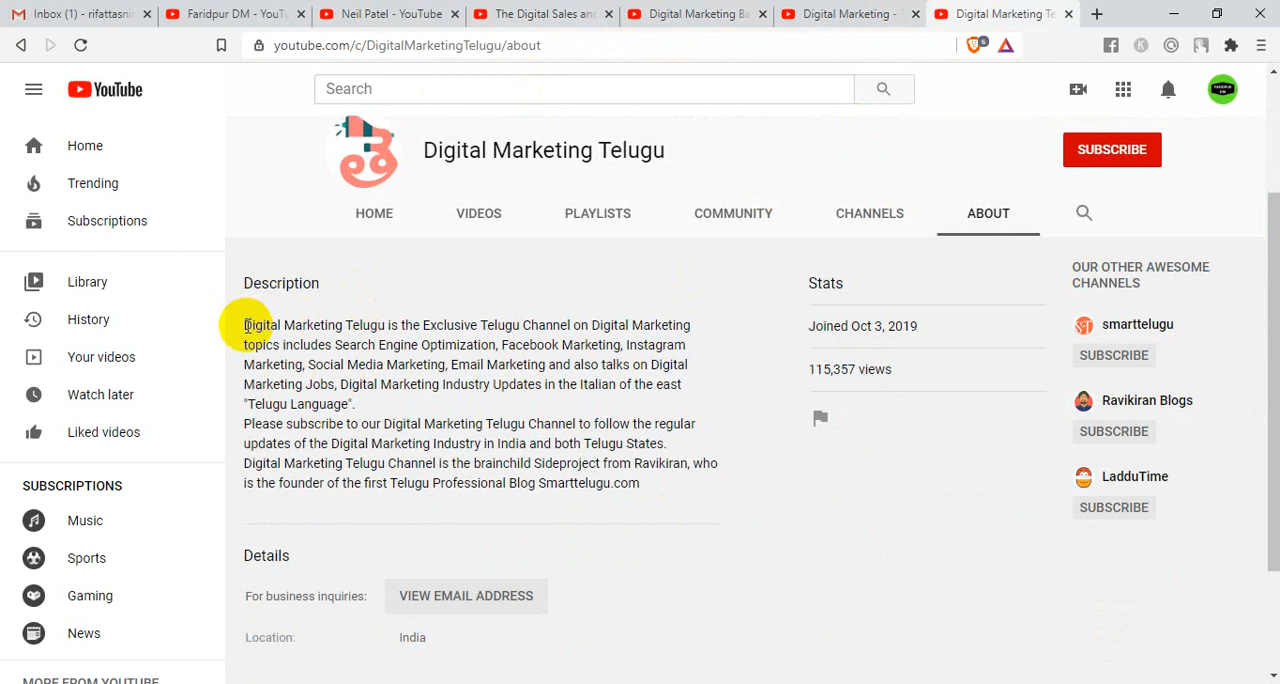 Inbox (1) - rifattasnin
Faridpur DM - YouTu
Neil Patel - YouTube
The Digital Sales and
Digital Marketing Ba
Digital Marketing -
Digital Marketing Te
youtube.com/c/DigitalMarketingTelugu/about
6
YouTube
Search
Home
Trending
Subscriptions
Library
History
Your videos
Watch later
Liked videos
SUBSCRIPTIONS
Music
Sports
Gaming
News
MORE FROM YOUTUBE
Digital Marketing Telugu
SUBSCRIBE
HOME VIDEOS PLAYLISTS COMMUNITY CHANNELS ABOUT
Description
Digital Marketing Telugu is the Exclusive Telugu Channel on Digital Marketing
topics includes Search Engine Optimization, Facebook Marketing, Instagram
Marketing, Social Media Marketing, Email Marketing and also talks on Digital
Marketing Jobs, Digital Marketing Industry Updates in the Italian of the east
"Telugu Language".
Please subscribe to our Digital Marketing Telugu Channel to follow the regular
updates of the Digital Marketing Industry in India and both Telugu States.
Digital Marketing Telugu Channel is the brainchild Sideproject from Ravikiran, who
is the founder of the first Telugu Professional Blog Smarttelugu.com
Details
For business inquiries: VIEW EMAIL ADDRESS
Location: India
Stats
Joined Oct 3, 2019
115,357 views
OUR OTHER AWESOME
CHANNELS
smarttelugu
SUBSCRIBE
Ravikiran Blogs
SUBSCRIBE
LadduTime
SUBSCRIBE